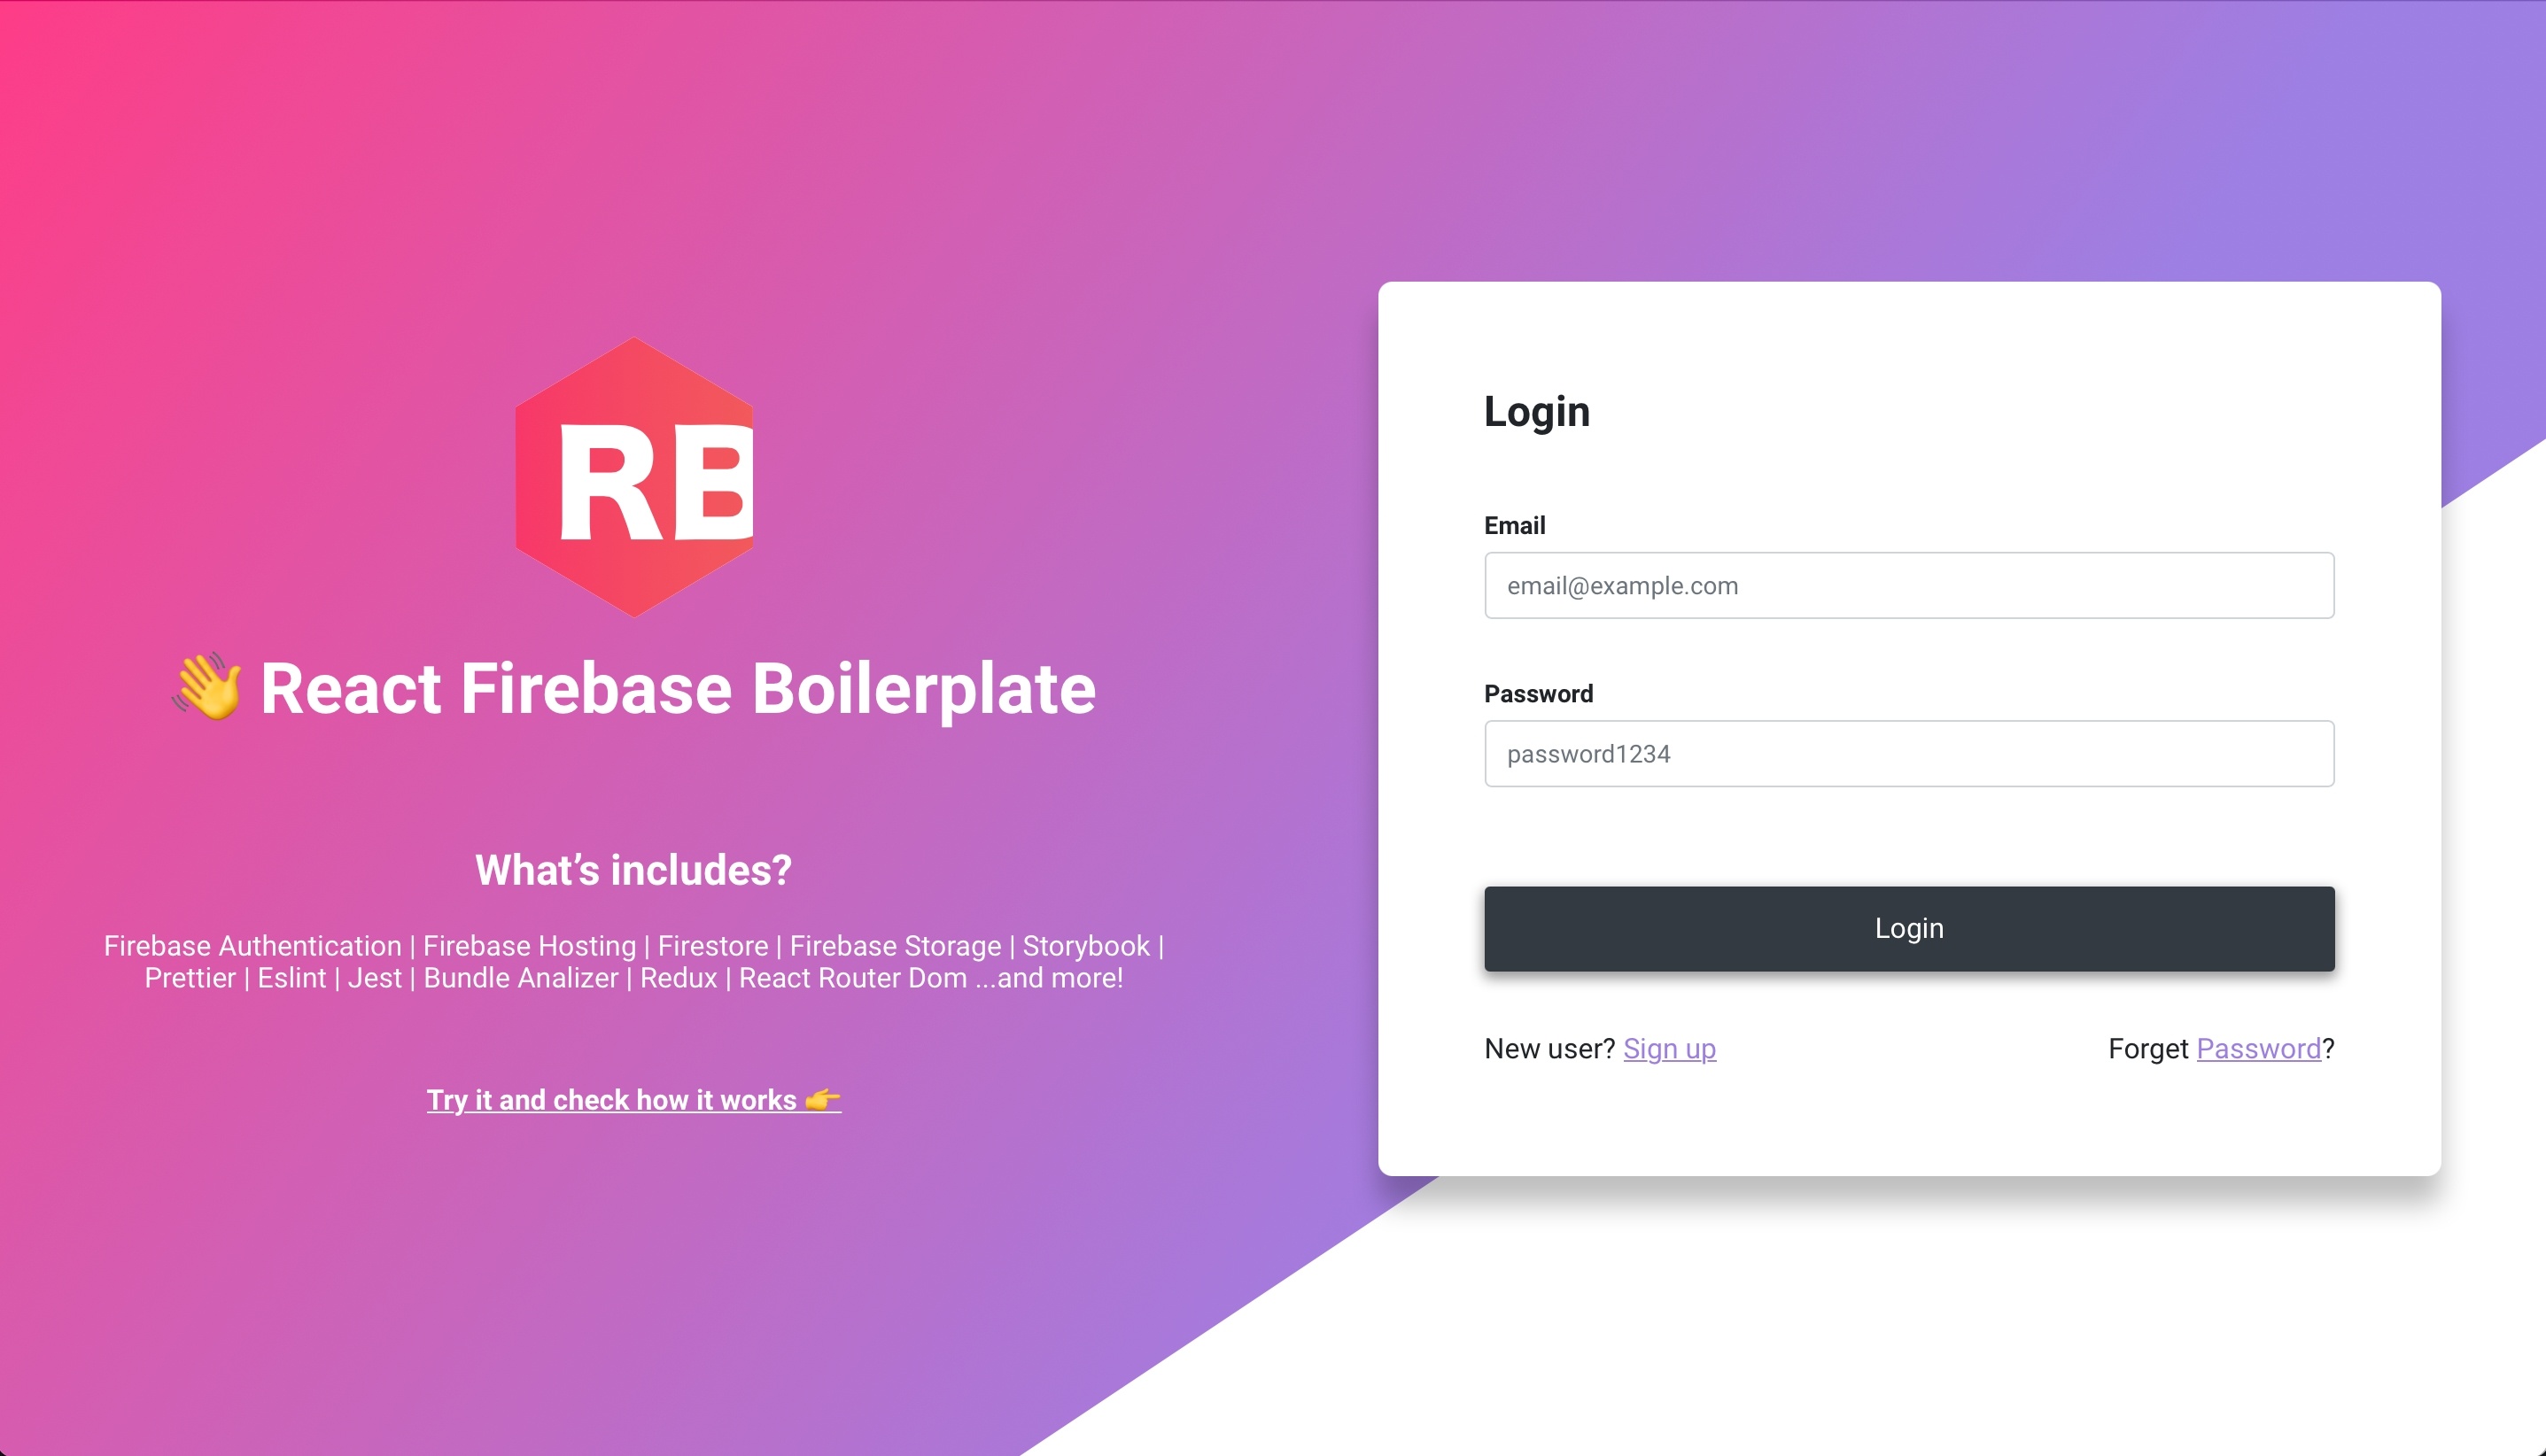 RB
👋 React Firebase Boilerplate
What’s includes?
Firebase Authentication | Firebase Hosting | Firestore | Firebase Storage | Storybook |
Prettier | Eslint | Jest | Bundle Analizer | Redux | React Router Dom ...and more!
Try it and check how it works 👉
Login
Email
email@example.com
Password
password1234
Login
New user? Sign up
Forget Password?